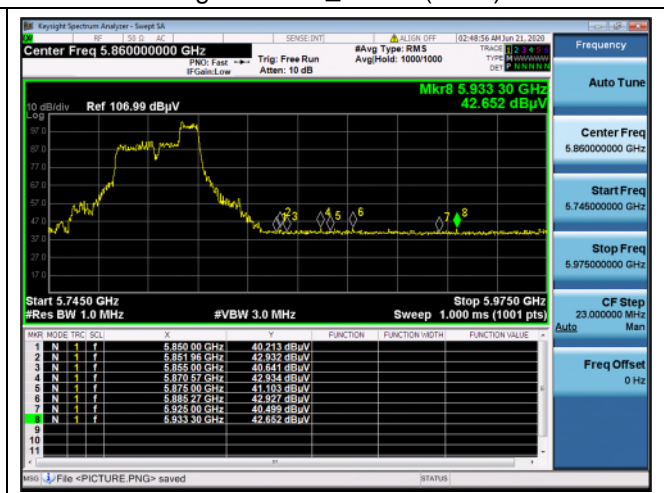 Keysight Spectrum Analyzer - Swept SA
RF 50 Ω AC SENSE:INT ALIGN OFF 02:48:56 AM Jun 21, 2020
Center Freq 5.860000000 GHz
PNO: Fast
IFGain:Low
Trig: Free Run
Atten: 10 dB
#Avg Type: RMS
Avg|Hold: 1000/1000
TRACE 1 2 3 4 5 6
TYPE M W W W W W
DET P N N N N N
Mkr8 5.933 30 GHz
42.652 dBµV
10 dB/div Ref 106.99 dBµV
Log
97.0
87.0
77.0
67.0
57.0
47.0
37.0
27.0
17.0
2 3 4 5 6 7 8
Start 5.7450 GHz Stop 5.9750 GHz
#Res BW 1.0 MHz #VBW 3.0 MHz Sweep 1.000 ms (1001 pts)
MKR MODE TRC SCL X Y FUNCTION FUNCTION WIDTH FUNCTION VALUE
1 N 1 f 5.850 00 GHz 40.213 dBµV
2 N 1 f 5.851 96 GHz 42.932 dBµV
3 N 1 f 5.855 00 GHz 40.641 dBµV
4 N 1 f 5.870 57 GHz 42.934 dBµV
5 N 1 f 5.875 00 GHz 41.103 dBµV
6 N 1 f 5.885 27 GHz 42.927 dBµV
7 N 1 f 5.925 00 GHz 40.499 dBµV
8 N 1 f 5.933 30 GHz 42.652 dBµV
9
10
11
MSG File <PICTURE.PNG> saved STATUS
Frequency
Auto Tune
Center Freq
5.860000000 GHz
Start Freq
5.745000000 GHz
Stop Freq
5.975000000 GHz
CF Step
23.000000 MHz
Auto Man
Freq Offset
0 Hz